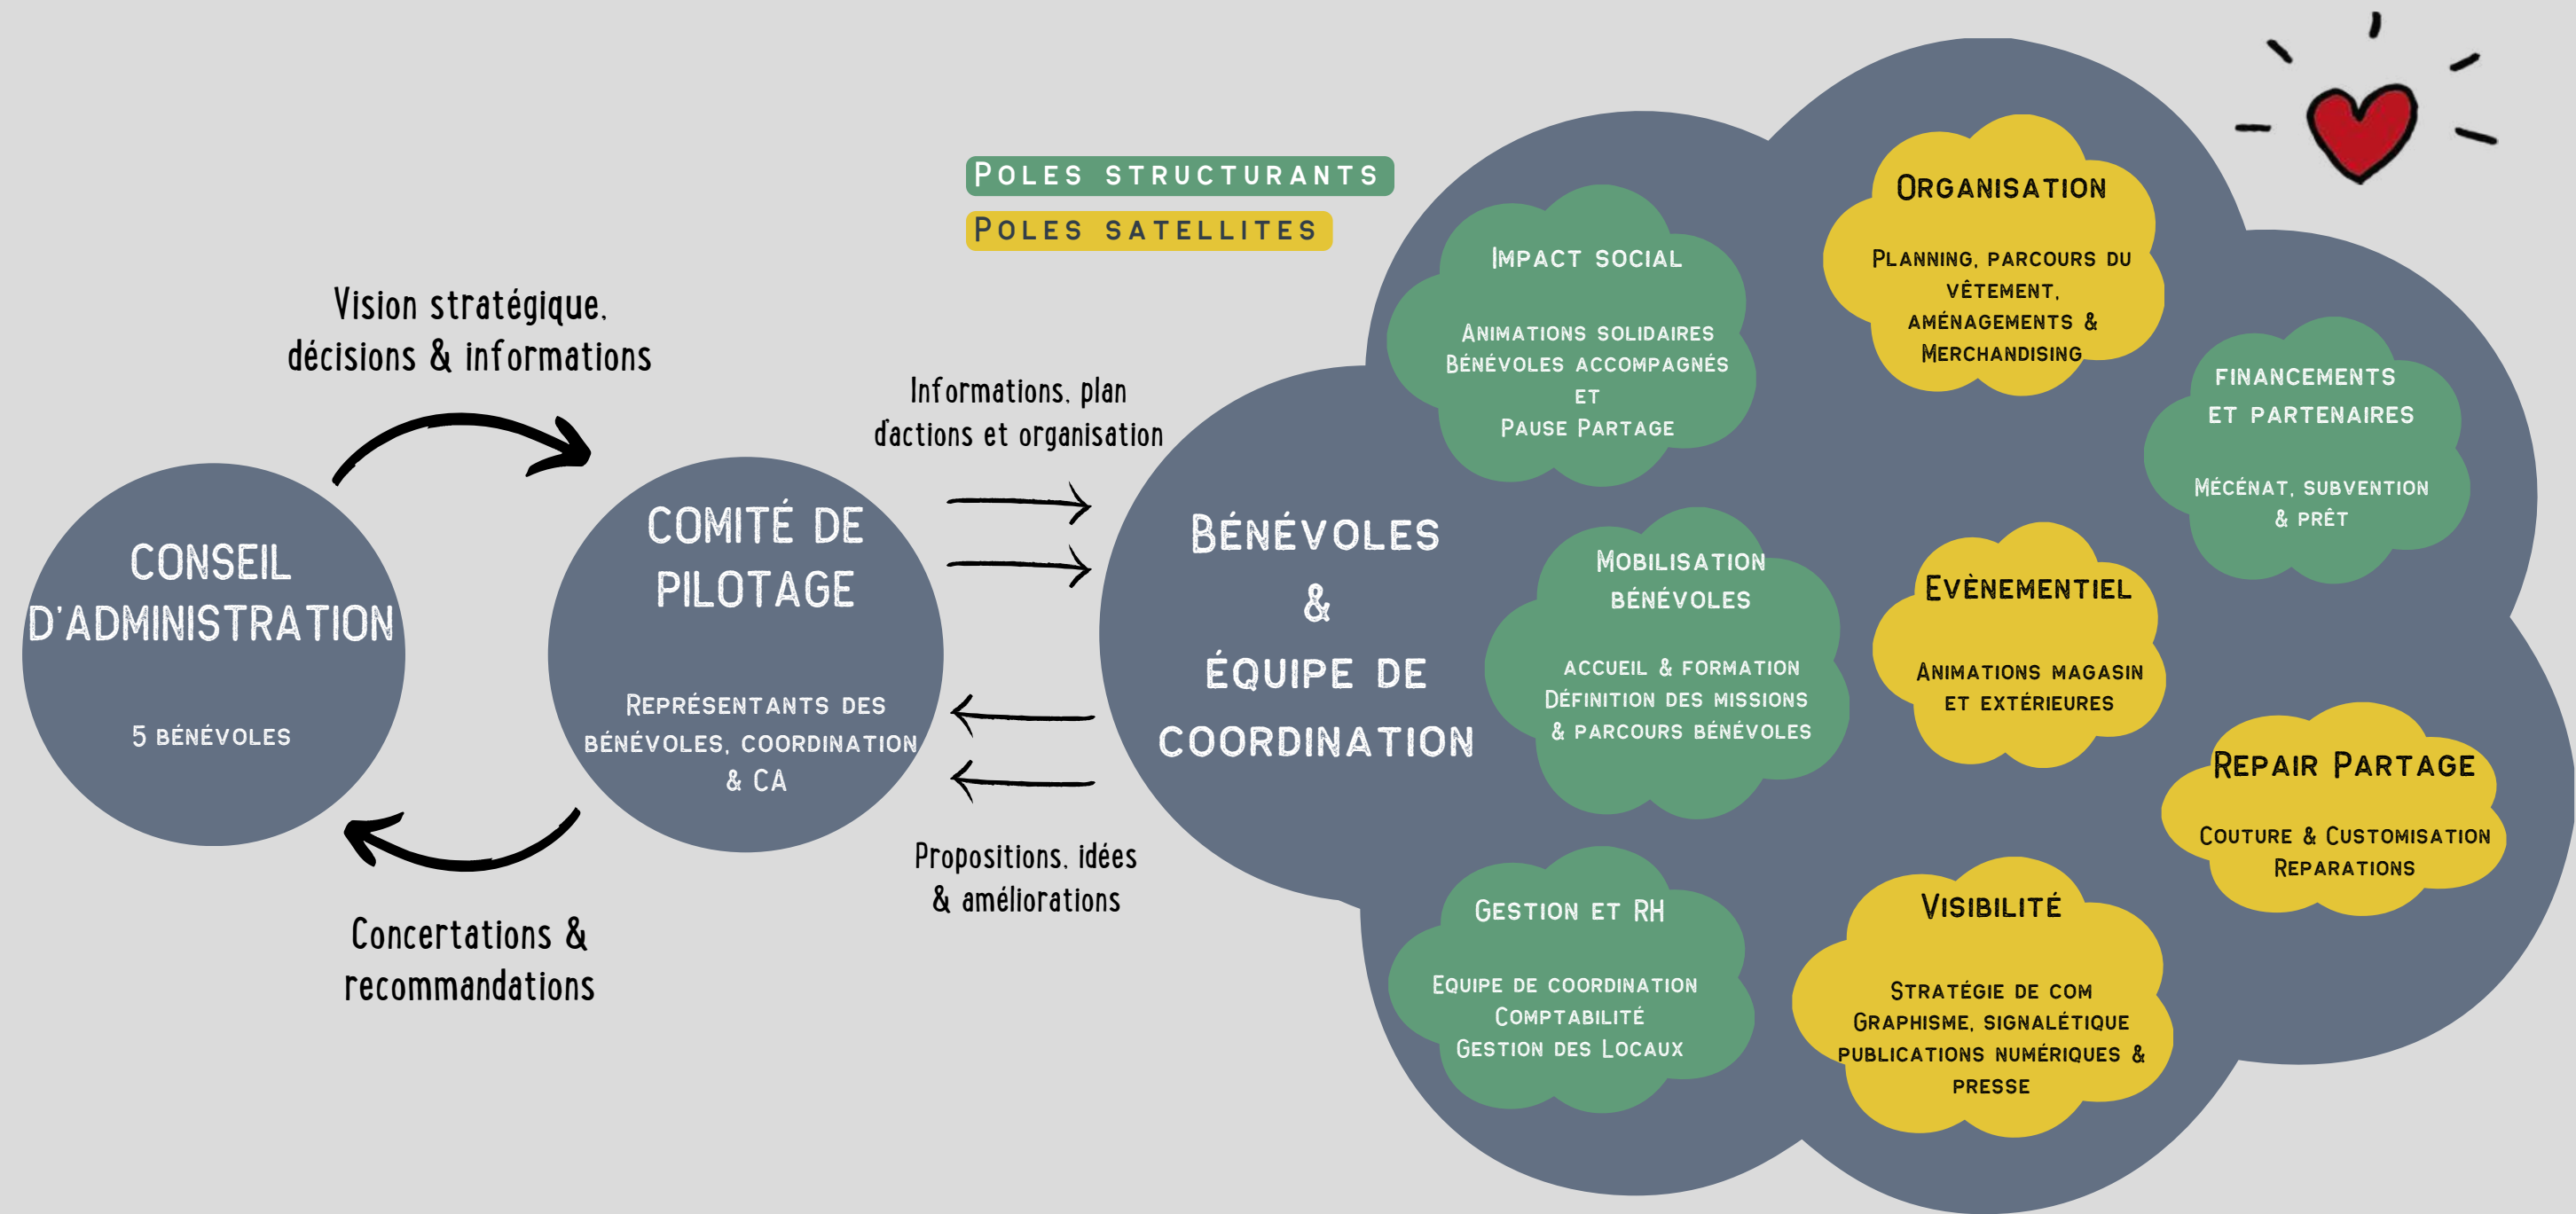 Poles structurants
Poles satellites
Vision stratégique,
décisions & informations
CONSEIL
D'ADMINISTRATION
5 bénévoles
Concertations &
recommandations
COMITÉ DE
PILOTAGE
Représentants des
bénévoles, coordination
& CA
Informations, plan
d'actions et organisation
Propositions, idées
& améliorations
Bénévoles
&
équipe de
coordination
Impact social
Animations solidaires
Bénévoles accompagnés
et
Pause Partage
Organisation
Planning, parcours du
vêtement,
aménagements &
Merchandising
financements
et partenaires
Mécénat, subvention
& prêt
Mobilisation
bénévoles
accueil & formation
Définition des missions
& parcours bénévoles
Evènementiel
Animations magasin
et extérieures
Repair Partage
Couture & Customisation
Reparations
Gestion et RH
Equipe de coordination
Comptabilité
Gestion des Locaux
Visibilité
Stratégie de com
Graphisme, signalétique
publications numériques &
presse